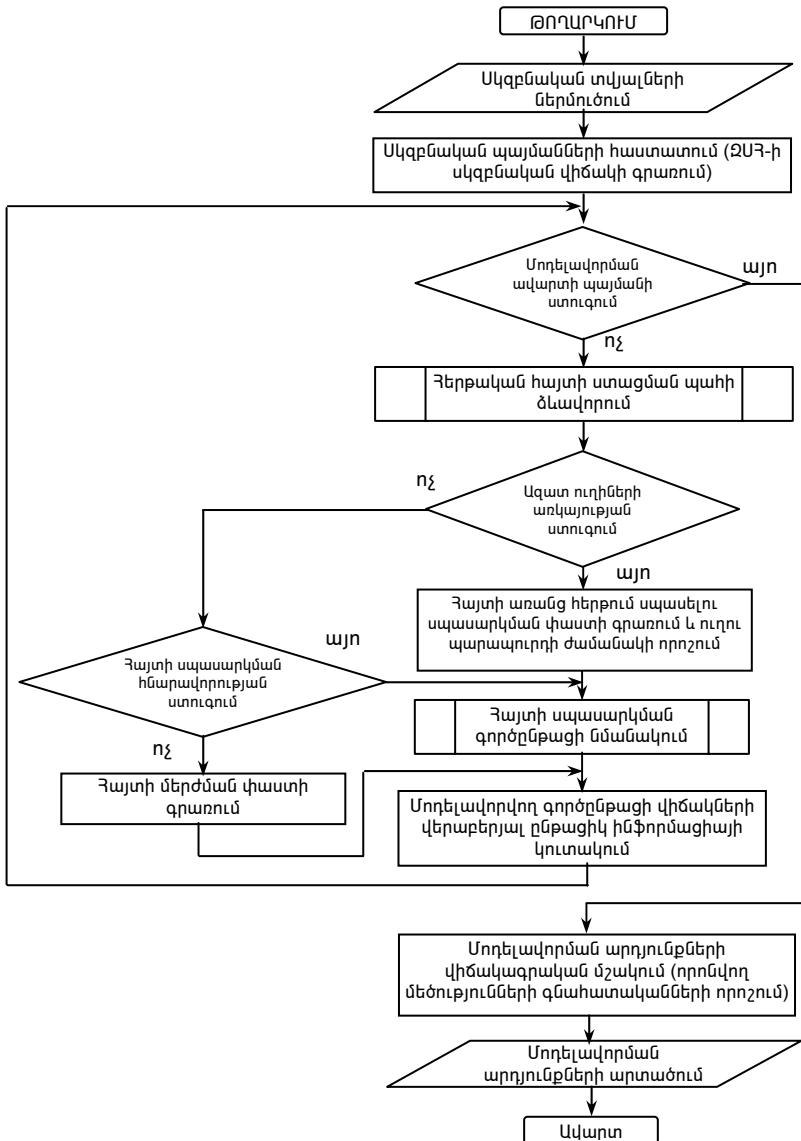 ԹՈՂԱՐԿՈՒՄ
Սկզբնական տվյալների
ներմուծում
Սկզբնական պայմանների հաստատում (ԶՍՀ-ի
սկզբնական վիճակի գրառում)
Մոդելավորման
ավարտի պայմանի
ստուգում
այո
ոչ
Հերթական հայտի ստացման պահի
ձևավորում
Ազատ ուղիների
առկայության
ստուգում
ոչ
այո
Հայտի առանց հերթում սպասելու
սպասարկման փաստի գրառում և ուղու
պարապուրդի ժամանակի որոշում
Հայտի սպասարկման
հնարավորության
ստուգում
այո
ոչ
Հայտի սպասարկման
գործընթացի նմանակում
Հայտի մերժման փաստի
գրառում
Մոդելավորվող գործընթացի վիճակների
վերաբերյալ ընթացիկ ինֆորմացիայի
կուտակում
Մոդելավորման արդյունքների
վիճակագրական մշակում (որոնվող
մեծությունների գնահատականների որոշում)
Մոդելավորման
արդյունքների արտածում
Ավարտ